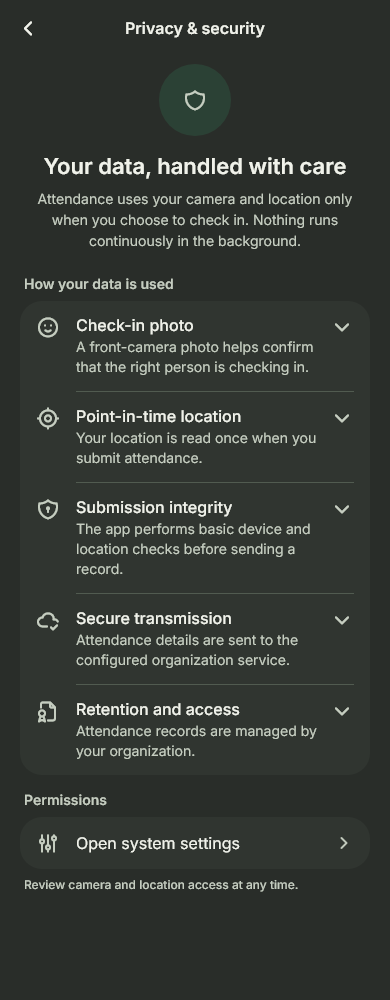 Privacy & security
Your data, handled with care
Attendance uses your camera and location only
when you choose to check in. Nothing runs
continuously in the background.
How your data is used
Check-in photo
A front-camera photo helps confirm
that the right person is checking in.
Point-in-time location
Your location is read once when you
submit attendance.
Submission integrity
The app performs basic device and
location checks before sending a
record.
Secure transmission
Attendance details are sent to the
configured organization service.
Retention and access
Attendance records are managed by
your organization.
Permissions
Open system settings
Review camera and location access at any time.